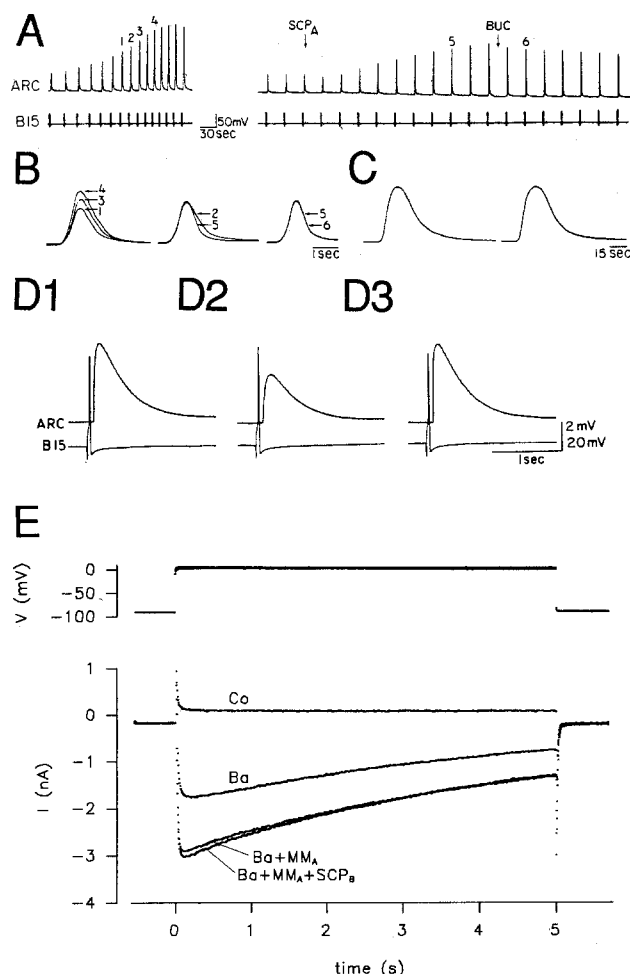 A
SCPA
BUC
1 2 3 4
5 6
ARC
B15
50mV
30sec
B
C
4
3
1
2
5
5
6
1sec
15 sec
D1 D2 D3
ARC
B15
2mV
20mV
1sec
E
V (mV)
0
-50
-100
I (nA)
1
0
-1
-2
-3
-4
Co
Ba
Ba+MMA
Ba+MMA+SCPB
0 1 2 3 4 5
time (s)